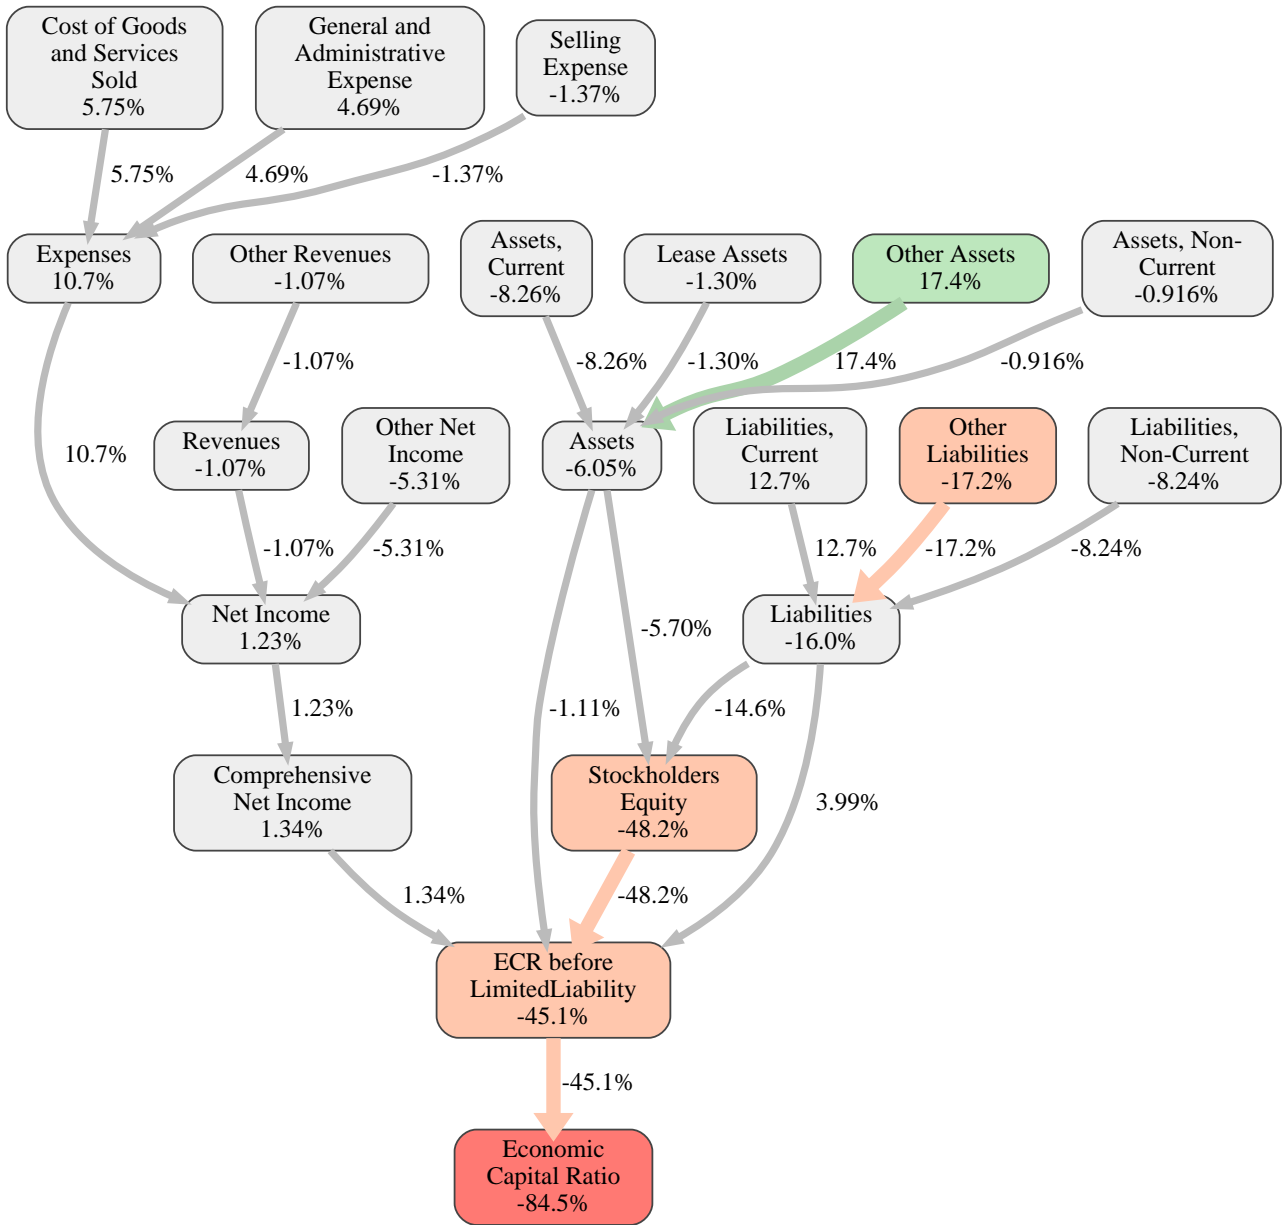 Cost of Goods
and Services
Sold
5.75%
General and
Administrative
Expense
4.69%
Selling
Expense
-1.37%
5.75%
4.69%
-1.37%
Expenses
10.7%
Other Revenues
-1.07%
Assets,
Current
-8.26%
Lease Assets
-1.30%
Other Assets
17.4%
Assets, Non-
Current
-0.916%
-1.07%
-8.26%
-1.30%
17.4%
-0.916%
10.7%
Revenues
-1.07%
Other Net
Income
-5.31%
Assets
-6.05%
Liabilities,
Current
12.7%
Other
Liabilities
-17.2%
Liabilities,
Non-Current
-8.24%
-1.07%
-5.31%
12.7%
-17.2%
-8.24%
Net Income
1.23%
-5.70%
Liabilities
-16.0%
1.23%
-1.11%
-14.6%
Comprehensive
Net Income
1.34%
Stockholders
Equity
-48.2%
3.99%
1.34%
-48.2%
ECR before
LimitedLiability
-45.1%
-45.1%
Economic
Capital Ratio
-84.5%